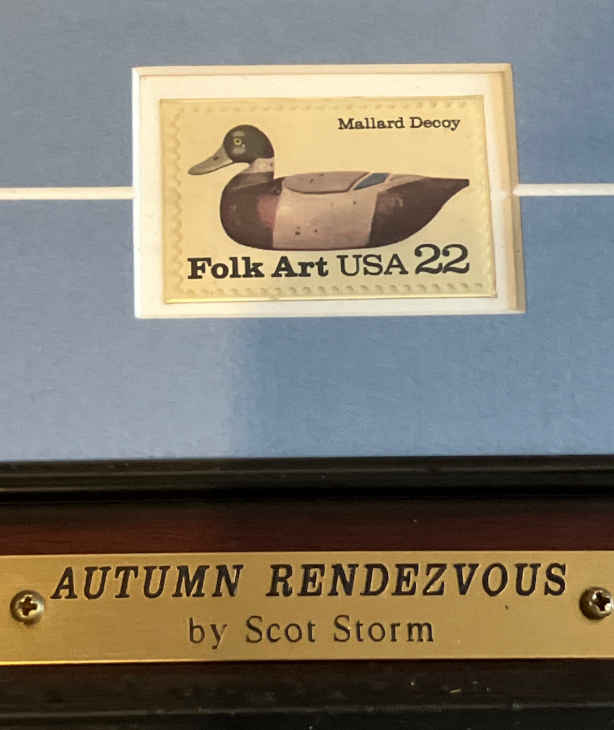 Mallard Decoy
Folk Art USA 22
AUTUMN RENDEZVOUS
by Scot Storm